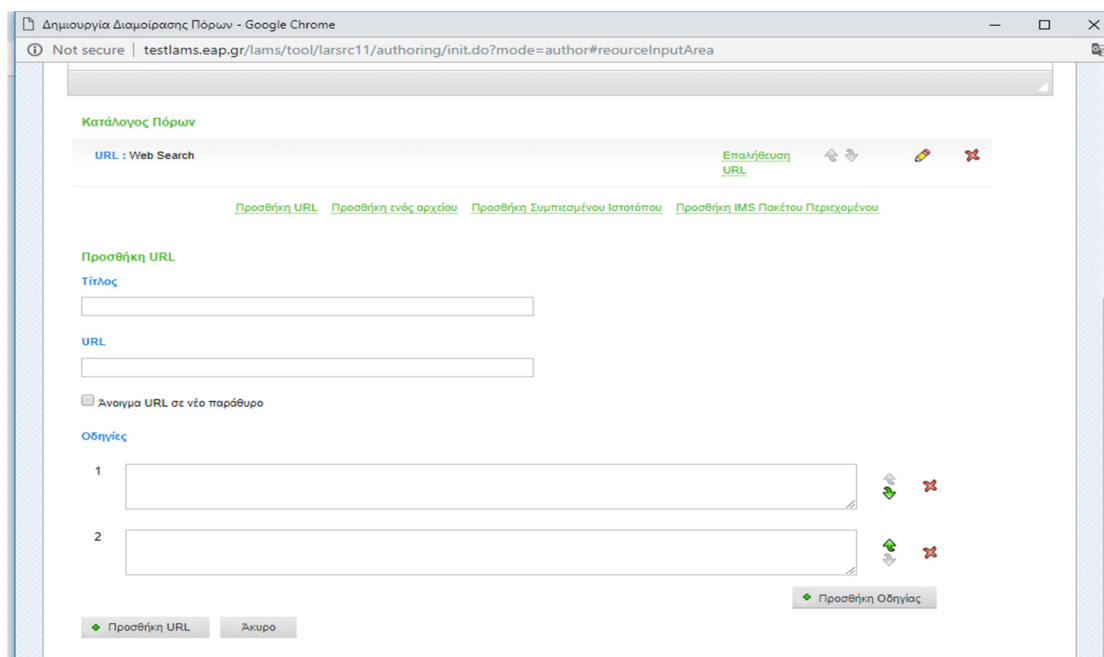 Δημιουργία Διαμοίρασης Πόρων - Google Chrome
Not secure | testlams.eap.gr/lams/tool/larsrc11/authoring/init.do?mode=author#reourceInputArea
Κατάλογος Πόρων
URL : Web Search
Επαλήθευση
URL
Προσθήκη URL Προσθήκη ενός αρχείου Προσθήκη Συμπιεσμένου Ιστοτόπου Προσθήκη IMS Πακέτου Περιεχομένου
Προσθήκη URL
Τίτλος
URL
Άνοιγμα URL σε νέο παράθυρο
Οδηγίες
1
2
Προσθήκη Οδηγίας
Προσθήκη URL Άκυρο